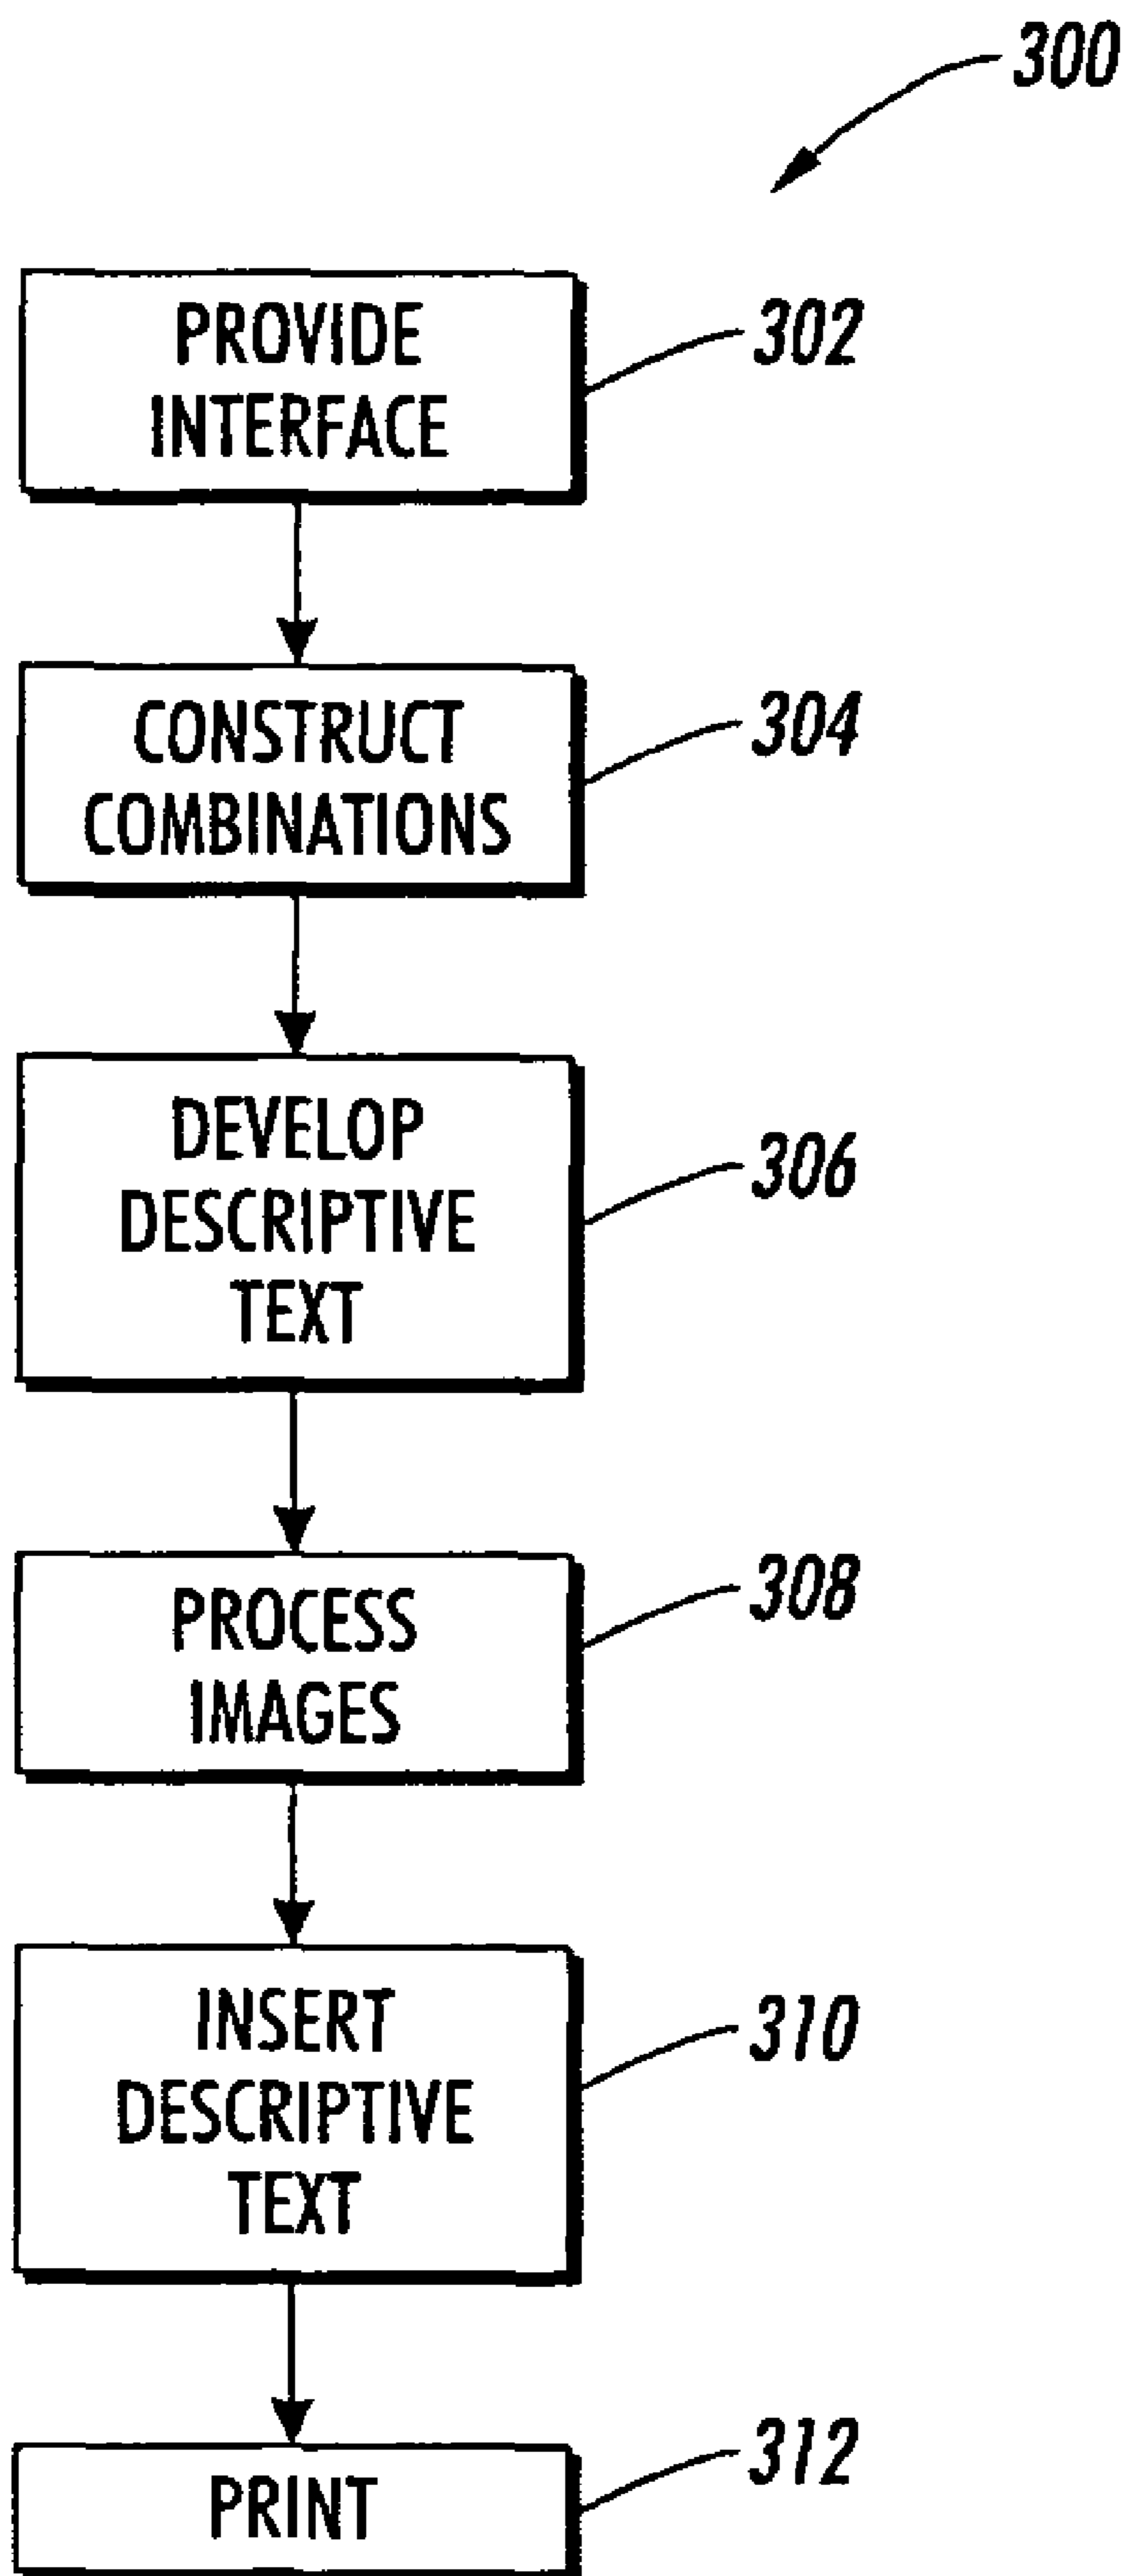 300
PROVIDE
INTERFACE
302
CONSTRUCT
COMBINATIONS
304
DEVELOP
DESCRIPTIVE
TEXT
306
PROCESS
IMAGES
308
INSERT
DESCRIPTIVE
TEXT
310
PRINT
312